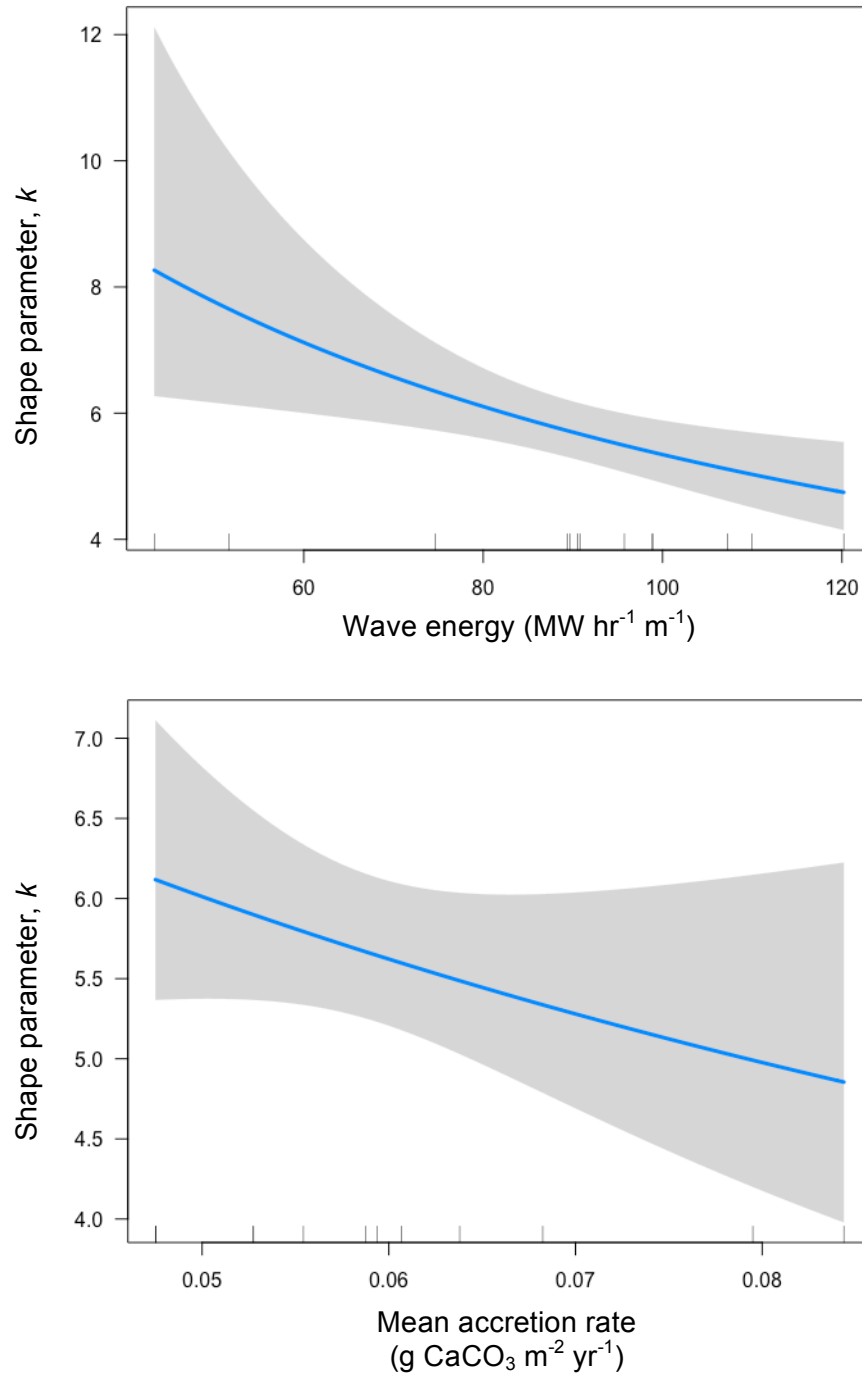 12
10
8
6
4
Shape parameter, k
60 80 100 120
Wave energy (MW hr⁻¹ m⁻¹)
7.0
6.5
6.0
5.5
5.0
4.5
4.0
Shape parameter, k
0.05 0.06 0.07 0.08
Mean accretion rate
(g CaCO₃ m⁻² yr⁻¹)